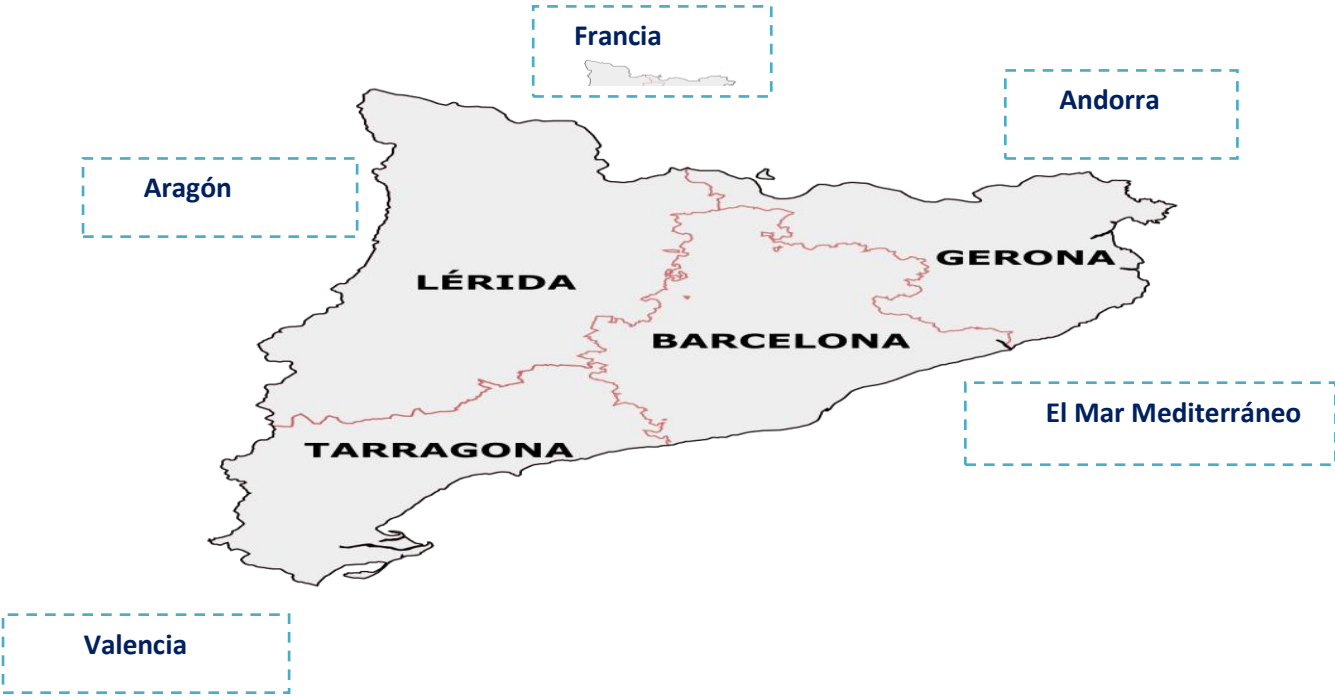 Francia
Andorra
Aragón
GERONA
LÉRIDA
BARCELONA
El Mar Mediterráneo
TARRAGONA
Valencia